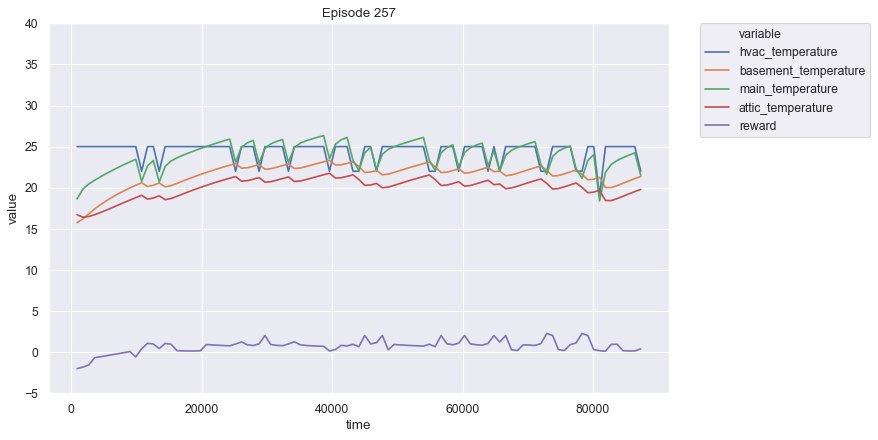 Episode 257
40
35
30
25
20
15
10
5
0
−5
value
0
20000
40000
60000
80000
time
variable
hvac_temperature
basement_temperature
main_temperature
attic_temperature
reward